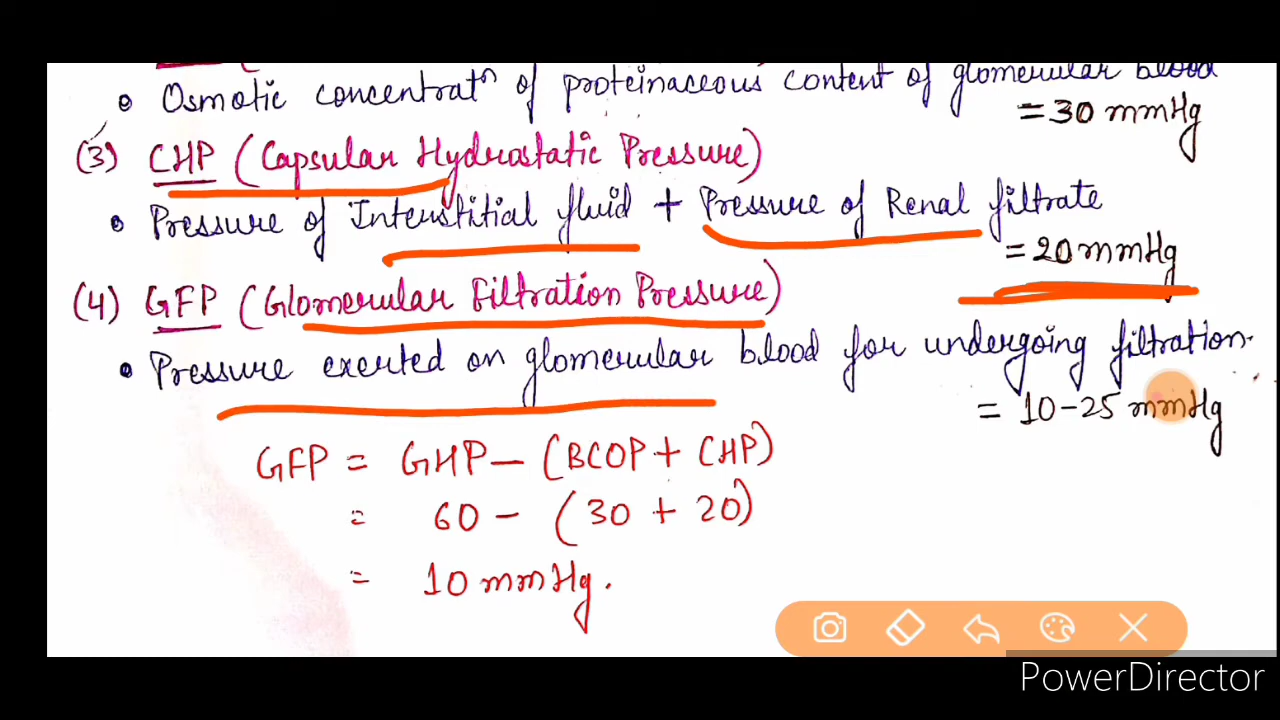 • Osmotic concentratⁿ of proteinaceous content of glomerular blood
= 30 mmHg
(3) CHP (Capsular Hydrostatic Pressure)
• Pressure of Interstitial fluid + Pressure of Renal filtrate
= 20 mmHg
(4) GFP (Glomerular Filtration Pressure)
• Pressure exerted on glomerular blood for undergoing filtration.
= 10-25 mmHg
GFP = GHP - (BCOP + CHP)
= 60 - (30 + 20)
= 10 mmHg.
PowerDirector